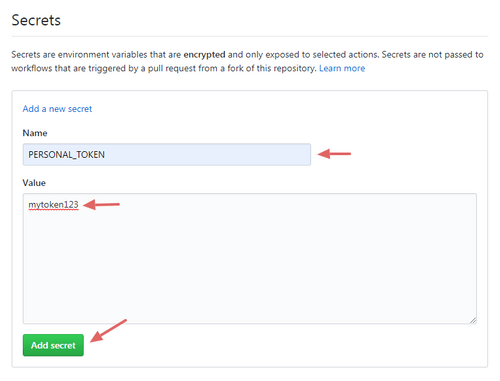 Secrets
Secrets are environment variables that are encrypted and only exposed to selected actions. Secrets are not passed to
workflows that are triggered by a pull request from a fork of this repository. Learn more
Add a new secret
Name
PERSONAL_TOKEN
Value
mytoken123
Add secret